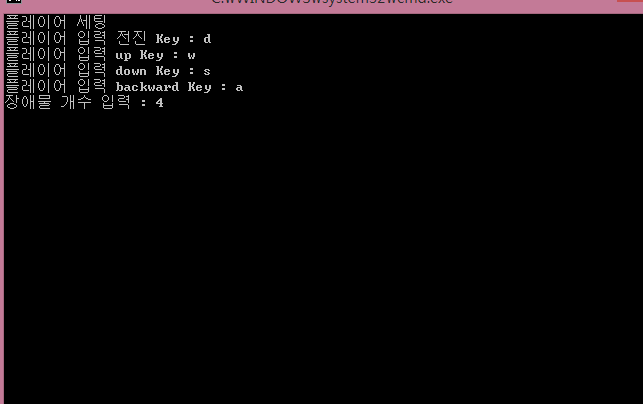 C:₩WINDOWS₩system32₩cmd.exe
플레이어 세팅
플레이어 입력 전진 Key : d
플레이어 입력 up Key : w
플레이어 입력 down Key : s
플레이어 입력 backward Key : a
장애물 개수 입력 : 4